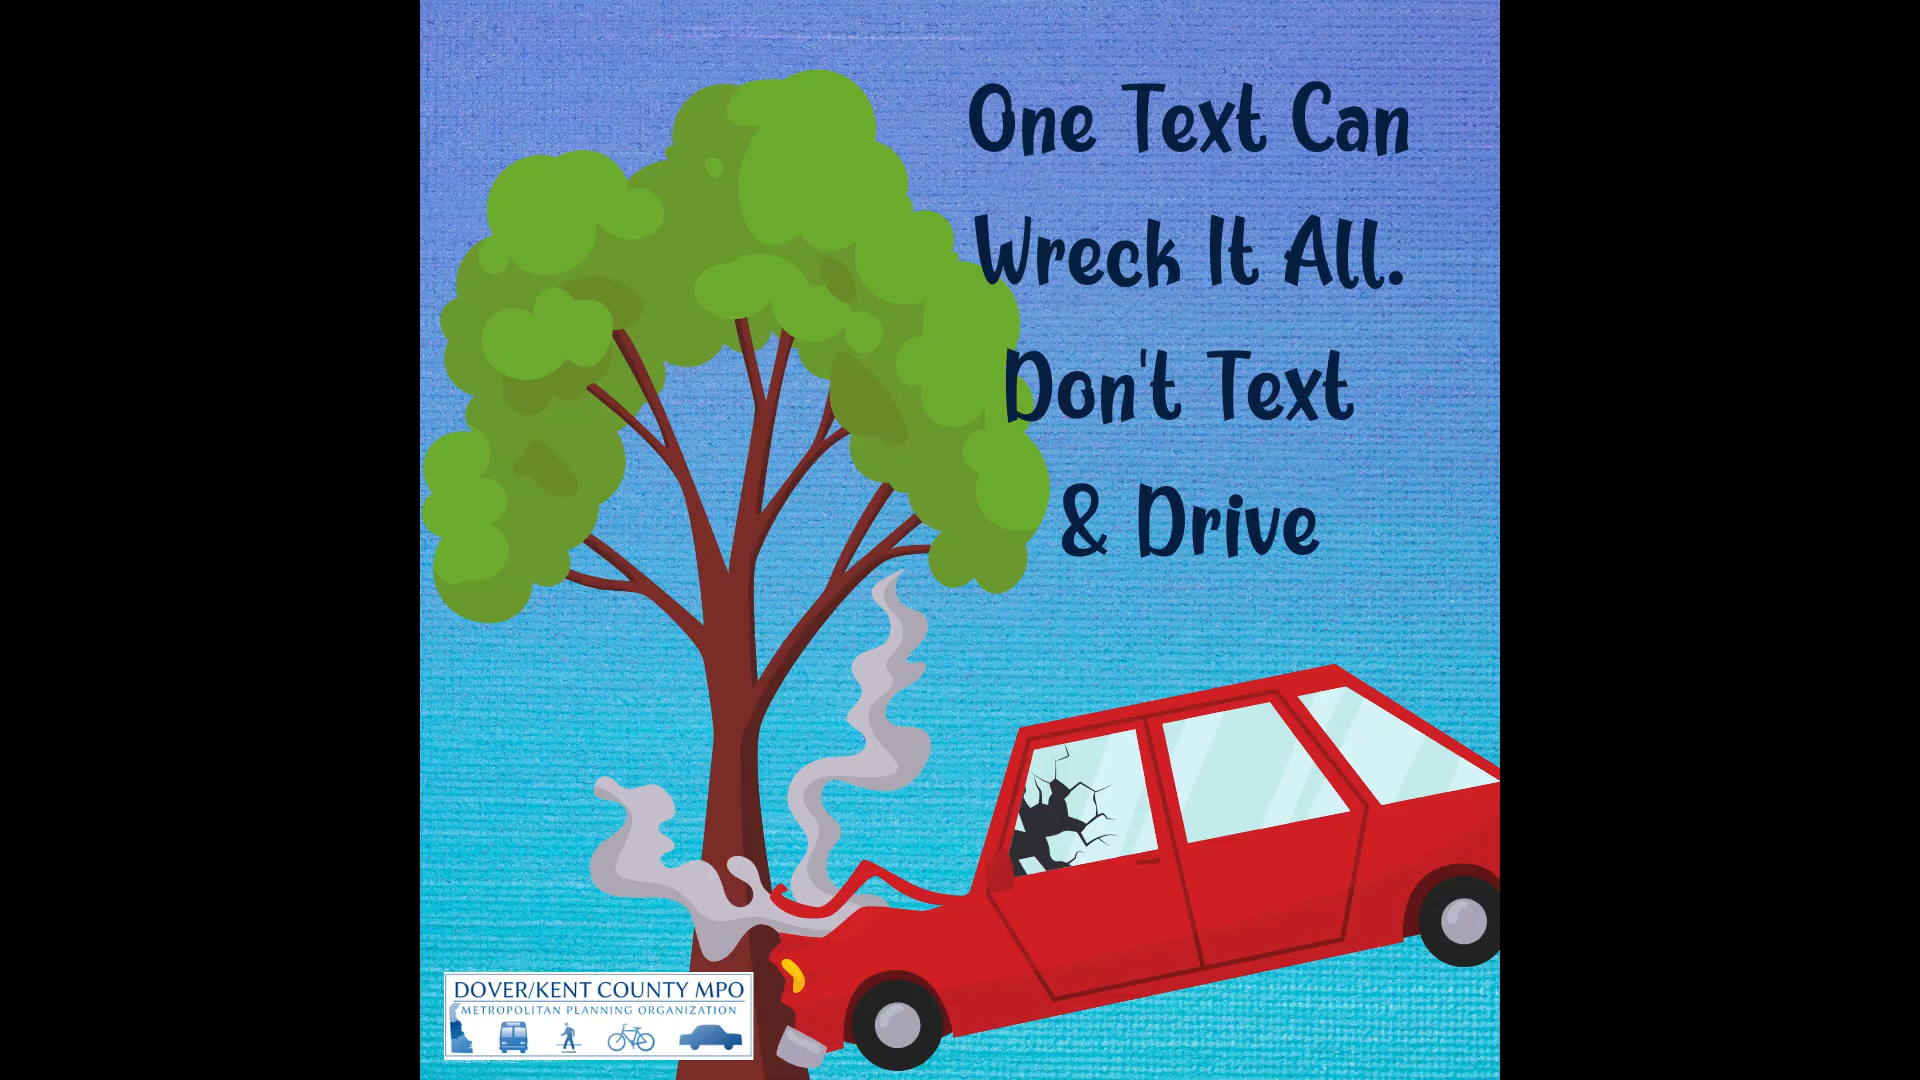 One Text Can
Wreck It All.
Don't Text
& Drive
DOVER/KENT COUNTY MPO
METROPOLITAN PLANNING ORGANIZATION